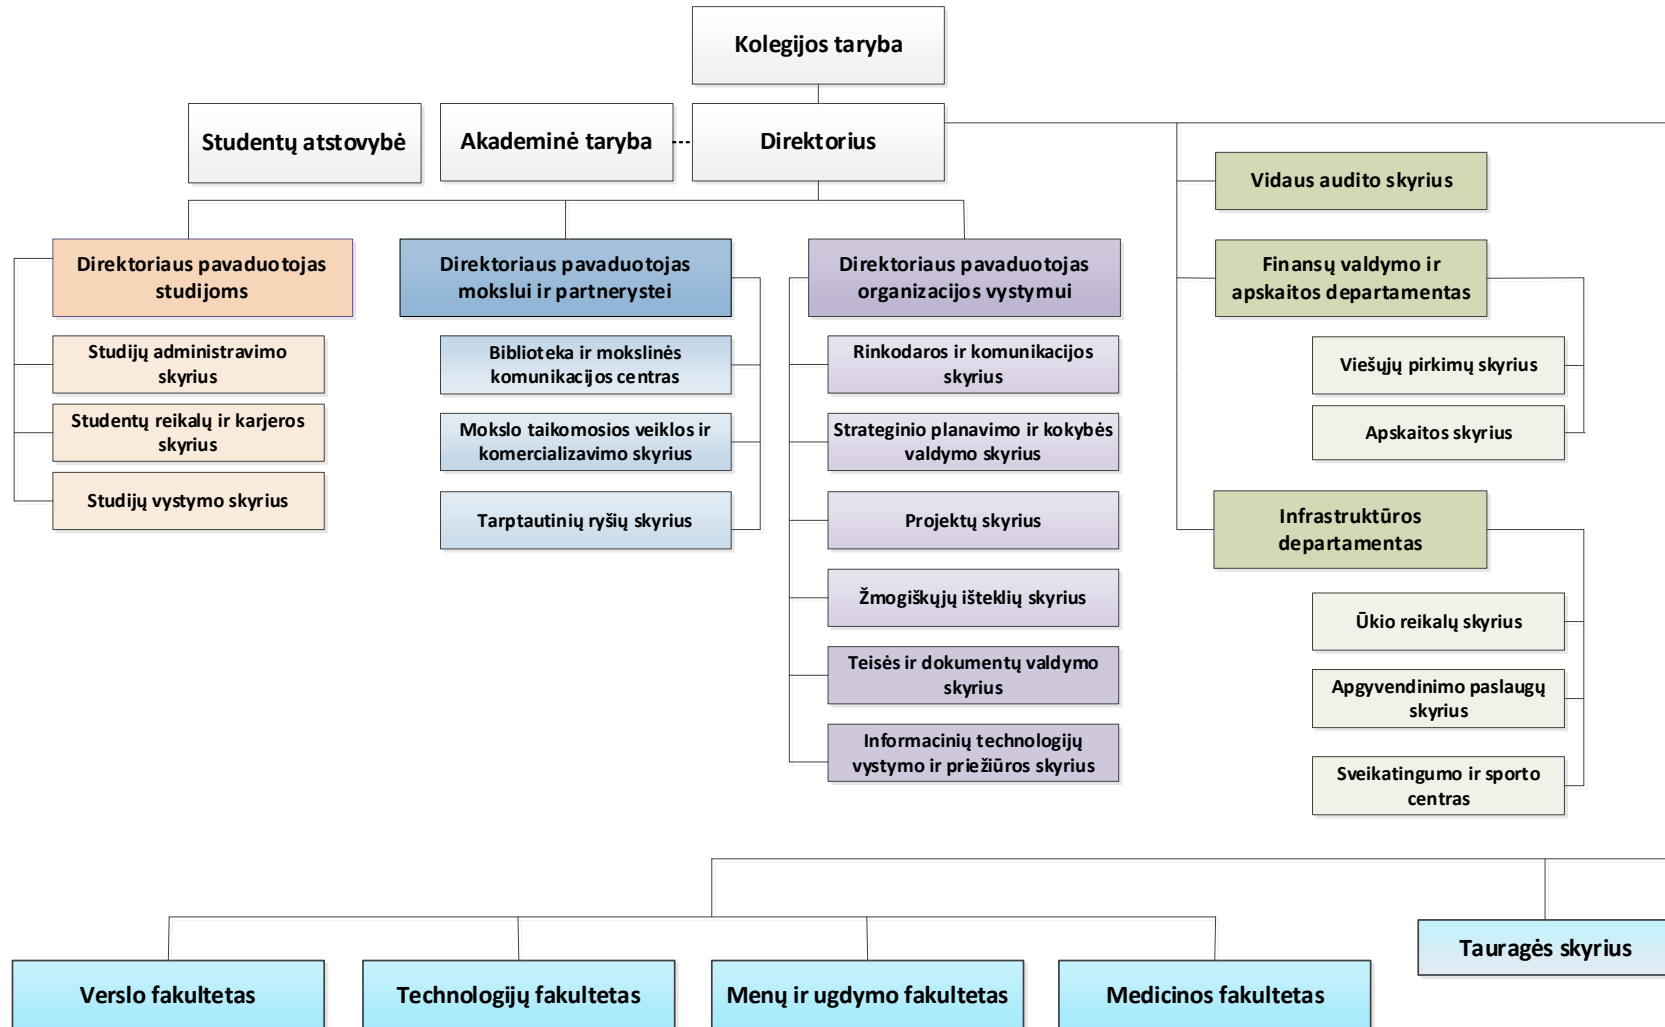 Kolegijos taryba
Studentų atstovybė
Akademinė taryba
Direktorius
Direktoriaus pavaduotojas
studijoms
Studijų administravimo
skyrius
Studentų reikalų ir karjeros
skyrius
Studijų vystymo skyrius
Direktoriaus pavaduotojas
mokslui ir partnerystei
Biblioteka ir mokslinės
komunikacijos centras
Mokslo taikomosios veiklos ir
komercializavimo skyrius
Tarptautinių ryšių skyrius
Direktoriaus pavaduotojas
organizacijos vystymui
Rinkodaros ir komunikacijos
skyrius
Strateginio planavimo ir kokybės
valdymo skyrius
Projektų skyrius
Žmogiškųjų išteklių skyrius
Teisės ir dokumentų valdymo
skyrius
Informacinių technologijų
vystymo ir priežiūros skyrius
Vidaus audito skyrius
Finansų valdymo ir
apskaitos departamentas
Viešųjų pirkimų skyrius
Apskaitos skyrius
Infrastruktūros
departamentas
Ūkio reikalų skyrius
Apgyvendinimo paslaugų
skyrius
Sveikatingumo ir sporto
centras
Tauragės skyrius
Verslo fakultetas
Technologijų fakultetas
Menų ir ugdymo fakultetas
Medicinos fakultetas